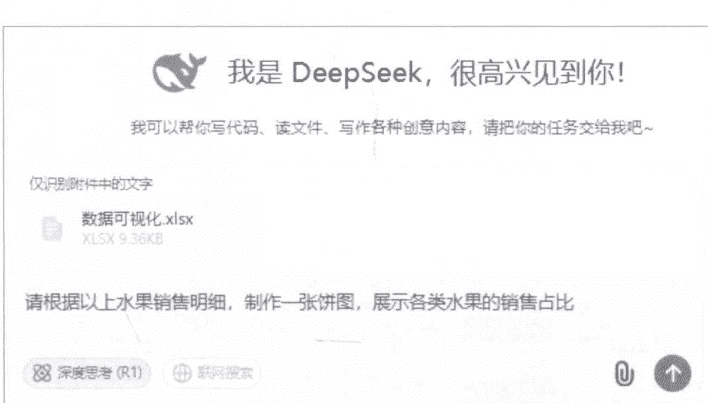 我是 DeepSeek，很高兴见到你！
我可以帮你写代码、读文件、写作各种创意内容，请把你的任务交给我吧~
仅识别附件中的文字
数据可视化.xlsx
XLSX 9.36KB
请根据以上水果销售明细，制作一张饼图，展示各类水果的销售占比
深度思考 (R1)
联网搜索